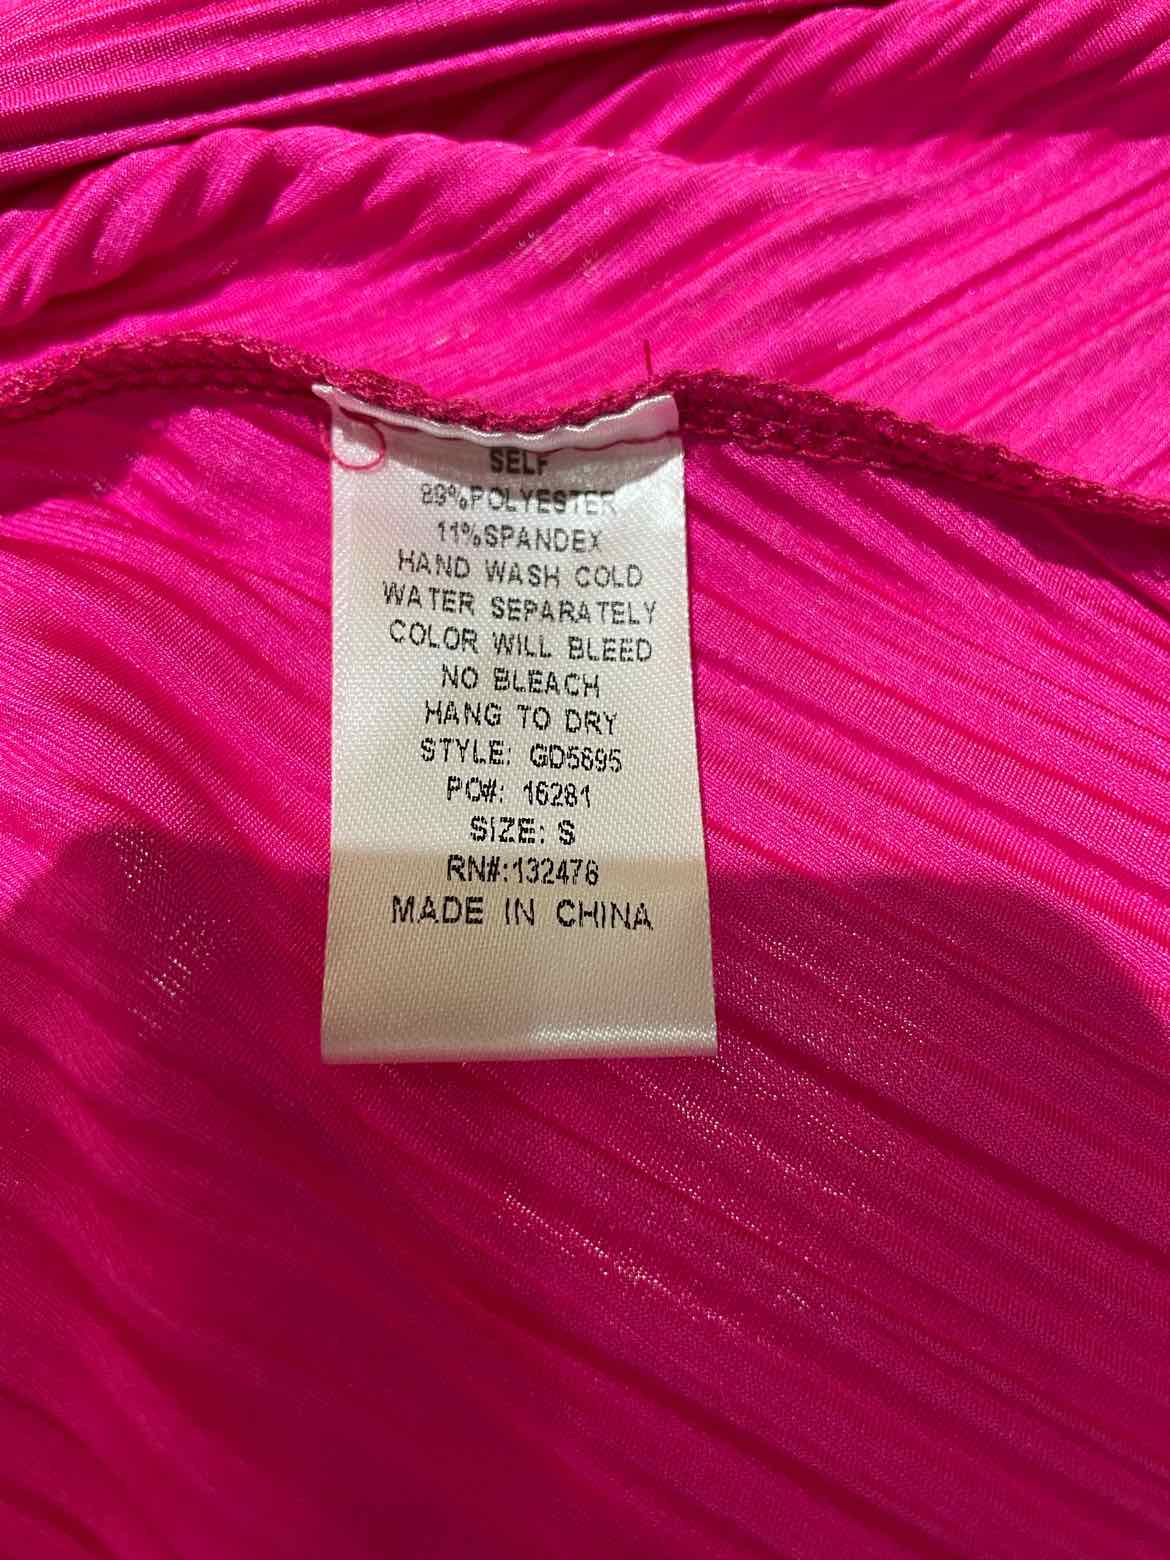 SELF
89%POLYESTER
11%SPANDEX
HAND WASH COLD
WATER SEPARATELY
COLOR WILL BLEED
NO BLEACH
HANG TO DRY
STYLE: GD5695
PO#: 16281
SIZE: S
RN#:132476
MADE IN CHINA